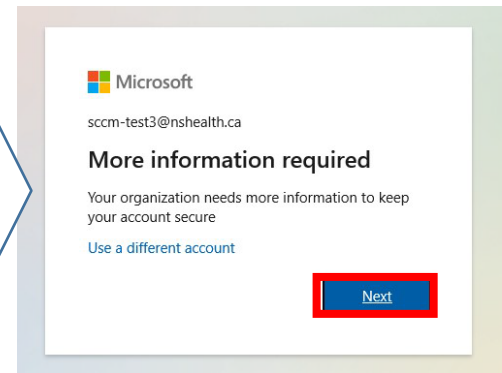 Microsoft
sccm-test3@nshealth.ca
More information required
Your organization needs more information to keep
your account secure
Use a different account
Next